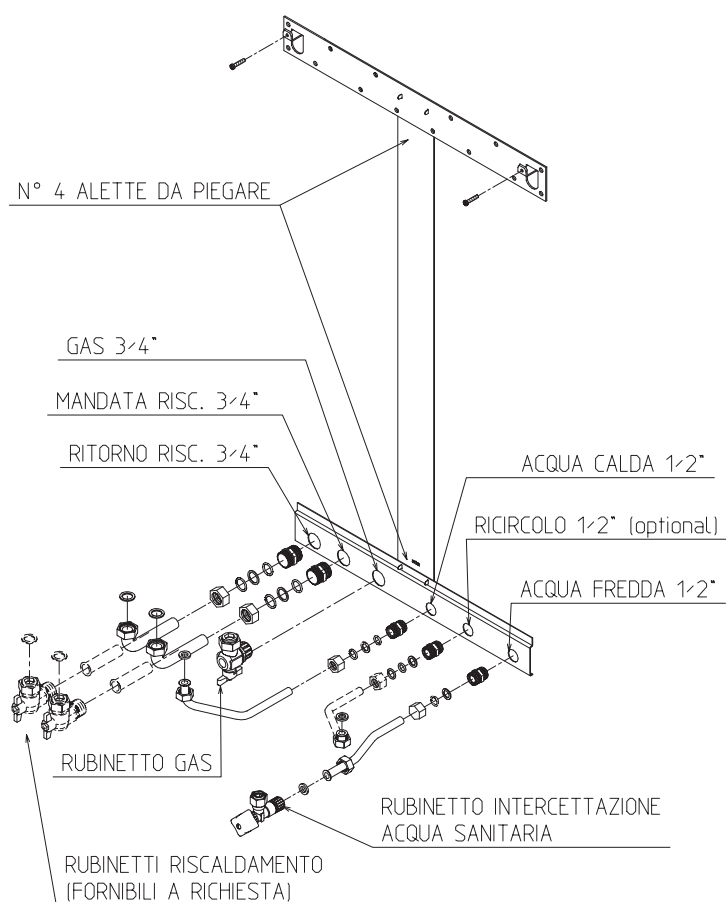 N° 4 ALETTE DA PIEGARE
GAS 3/4"
MANDATA RISC. 3/4"
RITORNO RISC. 3/4"
ACQUA CALDA 1/2"
RICIRCOLO 1/2" (optional)
ACQUA FREDDA 1/2"
RUBINETTO GAS
RUBINETTO INTERCETTAZIONE
ACQUA SANITARIA
RUBINETTI RISCALDAMENTO
(FORNIBILI A RICHIESTA)